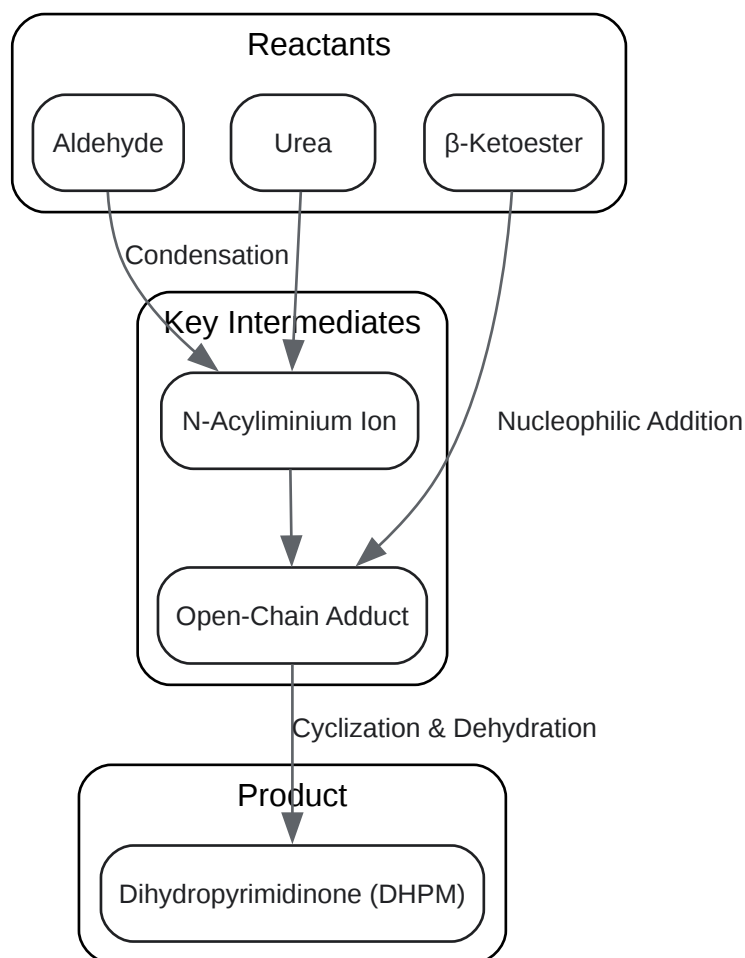 Reactants
Aldehyde
Urea
β-Ketoester
Condensation
Key Intermediates
N-Acyliminium Ion
Nucleophilic Addition
Open-Chain Adduct
Cyclization & Dehydration
Product
Dihydropyrimidinone (DHPM)